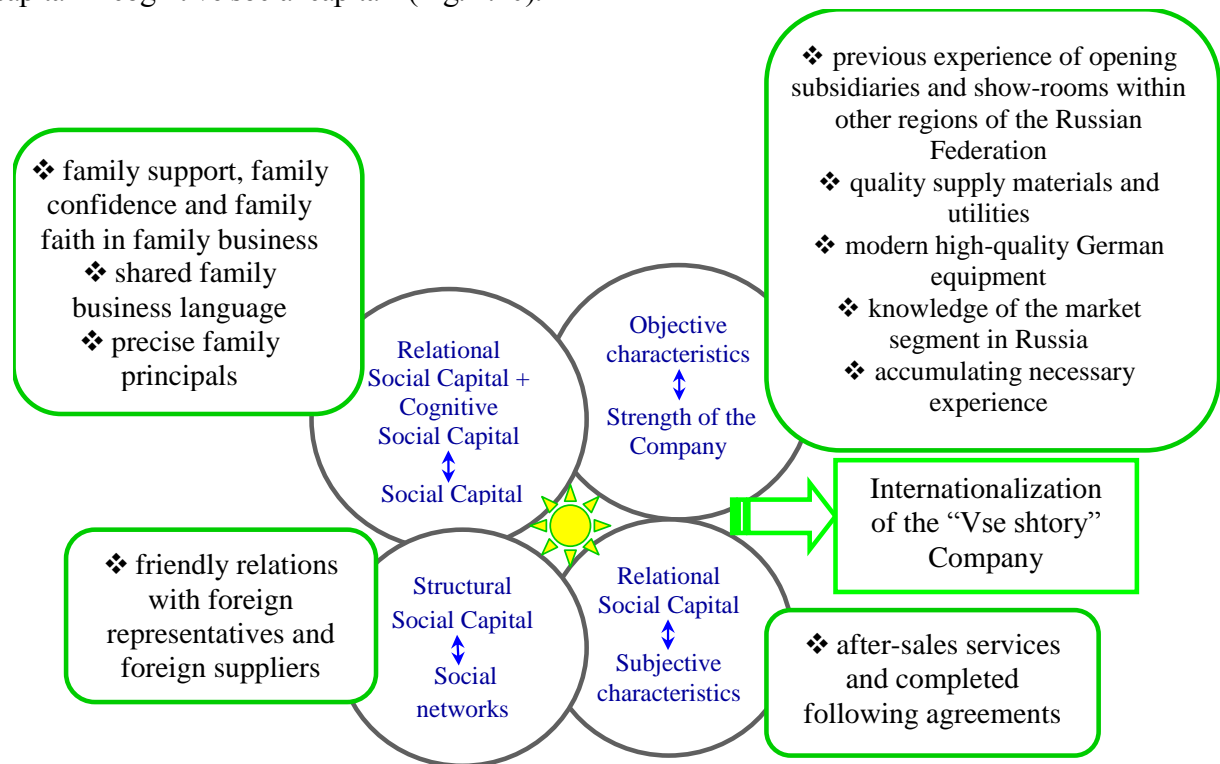 capital cognitive social capital
❖ previous experience of opening
subsidiaries and show-rooms within
other regions of the Russian
Federation
❖ quality supply materials and
utilities
❖ modern high-quality German
equipment
❖ knowledge of the market
segment in Russia
❖ accumulating necessary
experience
❖ family support, family
confidence and family
faith in family business
❖ shared family
business language
❖ precise family
principals
Relational
Social Capital +
Cognitive
Social Capital
Social Capital
Objective
characteristics
Strength of the
Company
Internationalization
of the “Vse shtory”
Company
❖ friendly relations
with foreign
representatives and
foreign suppliers
Structural
Social Capital
Social
networks
Relational
Social Capital
Subjective
characteristics
❖ after-sales services
and completed
following agreements